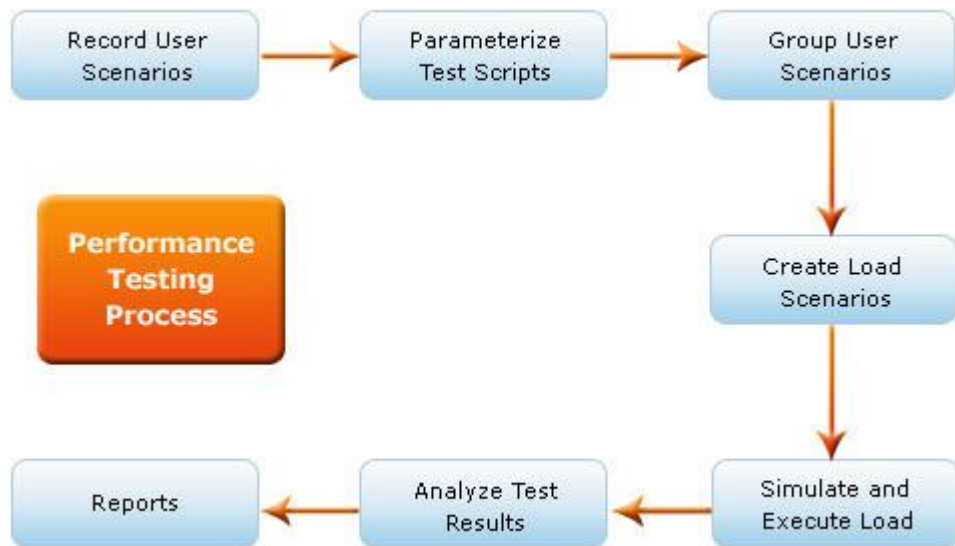 Record User
Scenarios
Parameterize
Test Scripts
Group User
Scenarios
Performance
Testing
Process
Create Load
Scenarios
Simulate and
Execute Load
Analyze Test
Results
Reports